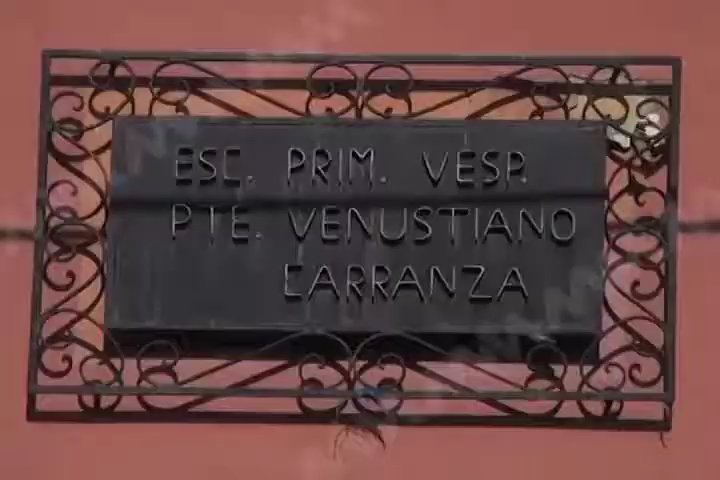 ESC. PRIM. VESP.
PTE. VENUSTIANO
CARRANZA